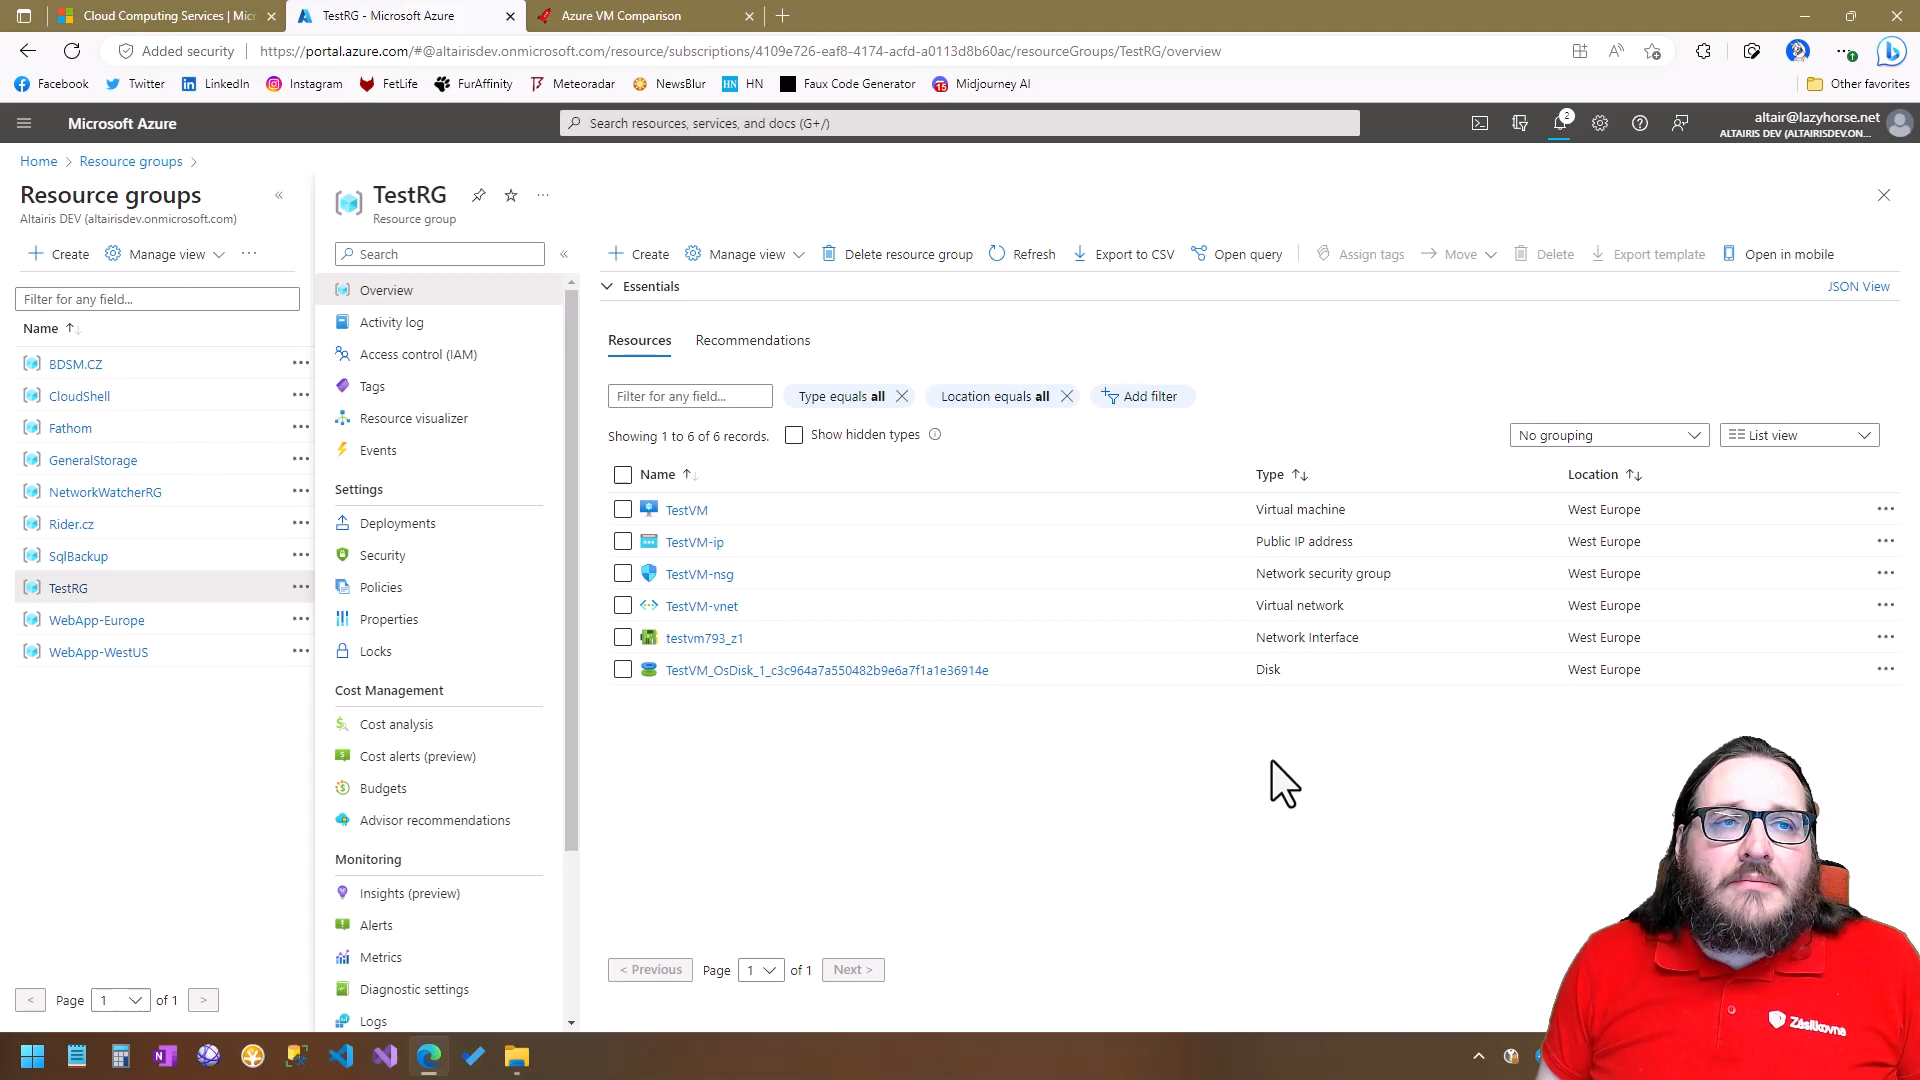 Cloud Computing Services | Mic
TestRG - Microsoft Azure
Azure VM Comparison
Added security
https://portal.azure.com/#@altairisdev.onmicrosoft.com/resource/subscriptions/4109e726-eaf8-4174-acfd-a0113d8b60ac/resourceGroups/TestRG/overview
Facebook
Twitter
LinkedIn
Instagram
FetLife
FurAffinity
Meteoradar
NewsBlur
HN
HN
Faux Code Generator
15
Midjourney AI
Other favorites
Microsoft Azure
Search resources, services, and docs (G+/)
2
altair@lazyhorse.net
ALTAIRIS DEV (ALTAIRISDEV.ON...
Home
Resource groups
Resource groups
Altairis DEV (altairisdev.onmicrosoft.com)
Create
Manage view
Filter for any field...
Name
BDSM.CZ
CloudShell
Fathom
GeneralStorage
NetworkWatcherRG
Rider.cz
SqlBackup
TestRG
WebApp-Europe
WebApp-WestUS
< Page 1 of 1 >
TestRG
Resource group
Search
Overview
Activity log
Access control (IAM)
Tags
Resource visualizer
Events
Settings
Deployments
Security
Policies
Properties
Locks
Cost Management
Cost analysis
Cost alerts (preview)
Budgets
Advisor recommendations
Monitoring
Insights (preview)
Alerts
Metrics
Diagnostic settings
Logs
Create
Manage view
Delete resource group
Refresh
Export to CSV
Open query
Assign tags
Move
Delete
Export template
Open in mobile
Essentials
JSON View
Resources
Recommendations
Filter for any field...
Type equals all
Location equals all
Add filter
Showing 1 to 6 of 6 records.
Show hidden types
No grouping
List view
Name Type Location
TestVM Virtual machine West Europe
TestVM-ip Public IP address West Europe
TestVM-nsg Network security group West Europe
TestVM-vnet Virtual network West Europe
testvm793_z1 Network Interface West Europe
TestVM_OsDisk_1_c3c964a7a550482b9e6a7f1a1e36914e Disk West Europe
< Previous Page 1 of 1 Next >
Zásilkovna